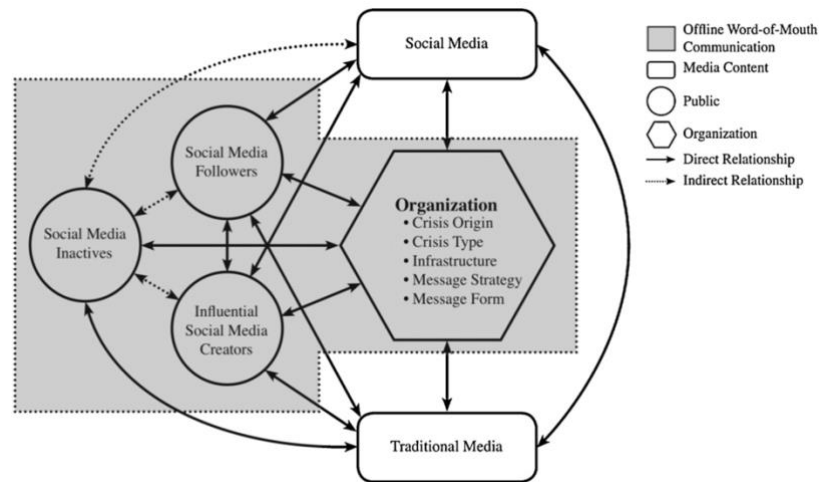 Social Media
Offline Word-of-Mouth
Communication
Media Content
Public
Organization
Direct Relationship
Indirect Relationship
Social Media
Followers
Social Media
Inactives
Influential
Social Media
Creators
Organization
• Crisis Origin
• Crisis Type
• Infrastructure
• Message Strategy
• Message Form
Traditional Media